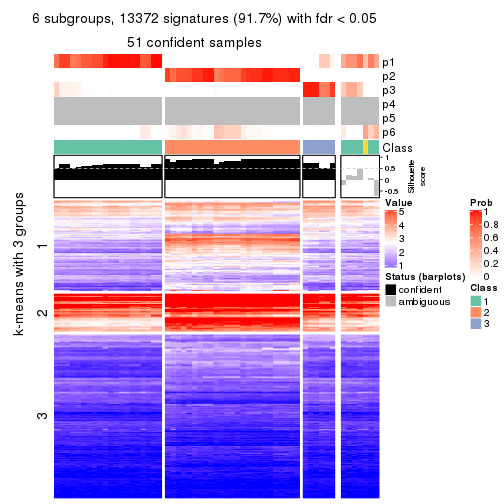 6 subgroups, 13372 signatures (91.7%) with fdr < 0.05
51 confident samples
p1
p2
p3
p4
p5
p6
Class
1
0.5
0
-0.5
Silhouette
score
k-means with 3 groups
1
2
3
Value
5
4
3
2
1
Status (barplots)
confident
ambiguous
Prob
1
0.8
0.6
0.4
0.2
0
Class
1
2
3